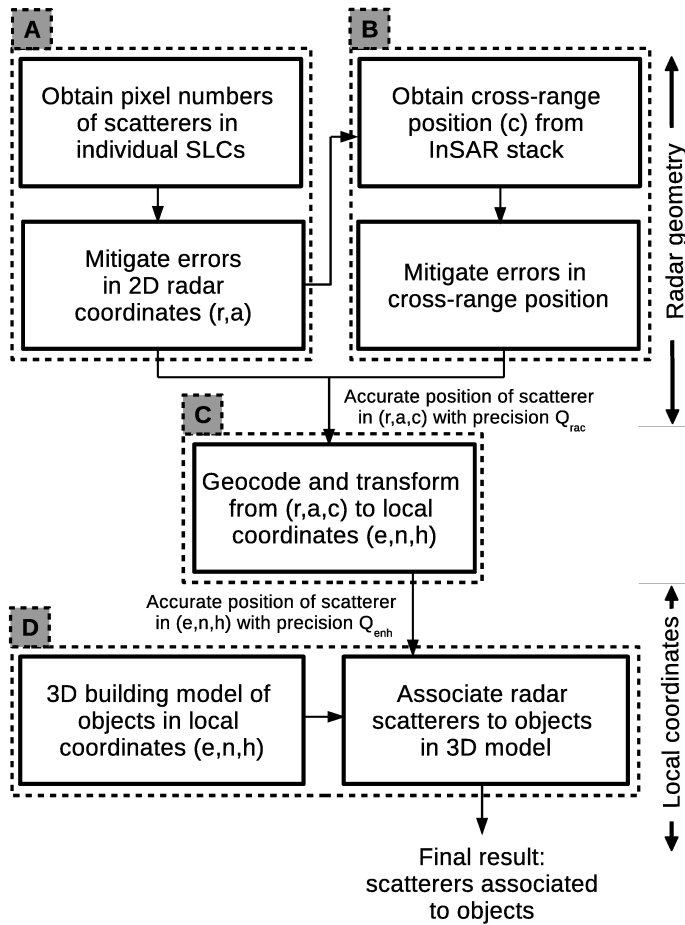 A
Obtain pixel numbers
of scatterers in
individual SLCs
Mitigate errors
in 2D radar
coordinates (r,a)
B
Obtain cross-range
position (c) from
InSAR stack
Mitigate errors in
cross-range position
Radar geometry
Accurate position of scatterer
in (r,a,c) with precision Qrac
C
Geocode and transform
from (r,a,c) to local
coordinates (e,n,h)
Accurate position of scatterer
in (e,n,h) with precision Qenh
D
3D building model of
objects in local
coordinates (e,n,h)
Associate radar
scatterers to objects
in 3D model
Local coordinates
Final result:
scatterers associated
to objects